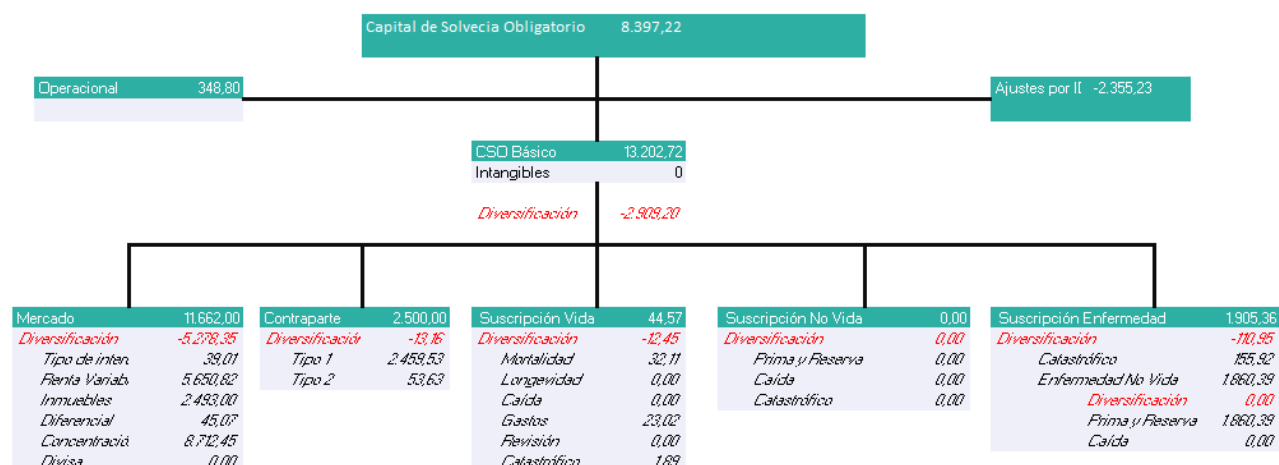 Capital de Solvecia Obligatorio 8.397,22
Operacional 348,80
Ajustes por II -2.355,23
CSO Básico 13.202,72
Intangibles 0
Diversificación -2.909,20
Mercado 11.662,00
Diversificación -5.278,35
Tipo de inten 39,01
Renta Variab 5.650,82
Inmuebles 2.493,00
Diferencial 45,07
Concentració 8.712,45
Divisa 0,00
Contraparte 2.500,00
Diversificación -13,16
Tipo 1 2.459,53
Tipo 2 53,63
Suscripción Vida 44,57
Diversificación -12,45
Mortalidad 32,11
Longevidad 0,00
Caída 0,00
Gastos 23,02
Revisión 0,00
Catastrófico 1,89
Suscripción No Vida 0,00
Diversificación 0,00
Prima y Reserva 0,00
Caída 0,00
Catastrófico 0,00
Suscripción Enfermedad 1.905,36
Diversificación -110,95
Catastrófico 155,92
Enfermedad No Vida 1.860,39
Diversificación 0,00
Prima y Reserva 1.860,39
Caída 0,00